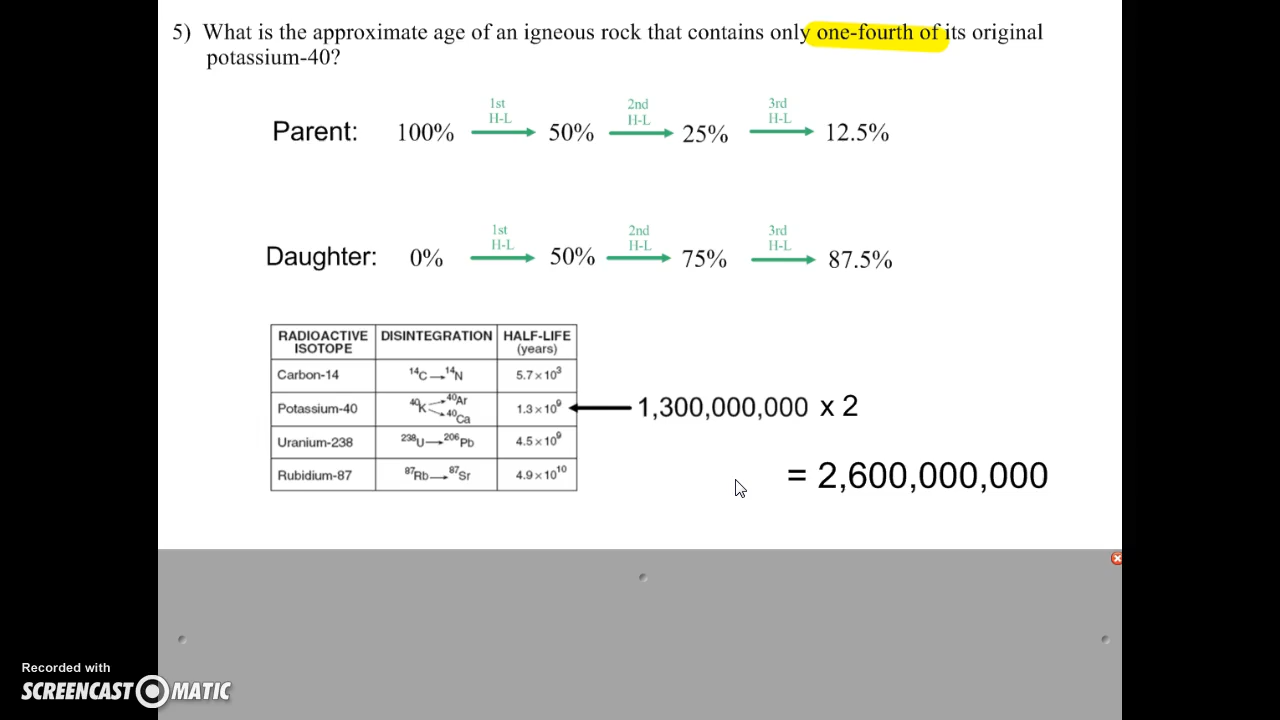 5) What is the approximate age of an igneous rock that contains only one-fourth of its original
potassium-40?
1st 2nd 3rd
H-L H-L H-L
Parent: 100% 50% 25% 12.5%
1st 2nd 3rd
H-L H-L H-L
Daughter: 0% 50% 75% 87.5%
RADIOACTIVE ISOTOPE DISINTEGRATION HALF-LIFE (years)
Carbon-14 ¹⁴C→¹⁴N 5.7 × 10³
Potassium-40 ⁴⁰K→⁴⁰Ar →⁴⁰Ca 1.3 × 10⁹ 1,300,000,000 x 2
Uranium-238 ²³⁸U→²⁰⁶Pb 4.5 × 10⁹
Rubidium-87 ⁸⁷Rb→⁸⁷Sr 4.9 × 10¹⁰
= 2,600,000,000
Recorded with
SCREENCAST O MATIC